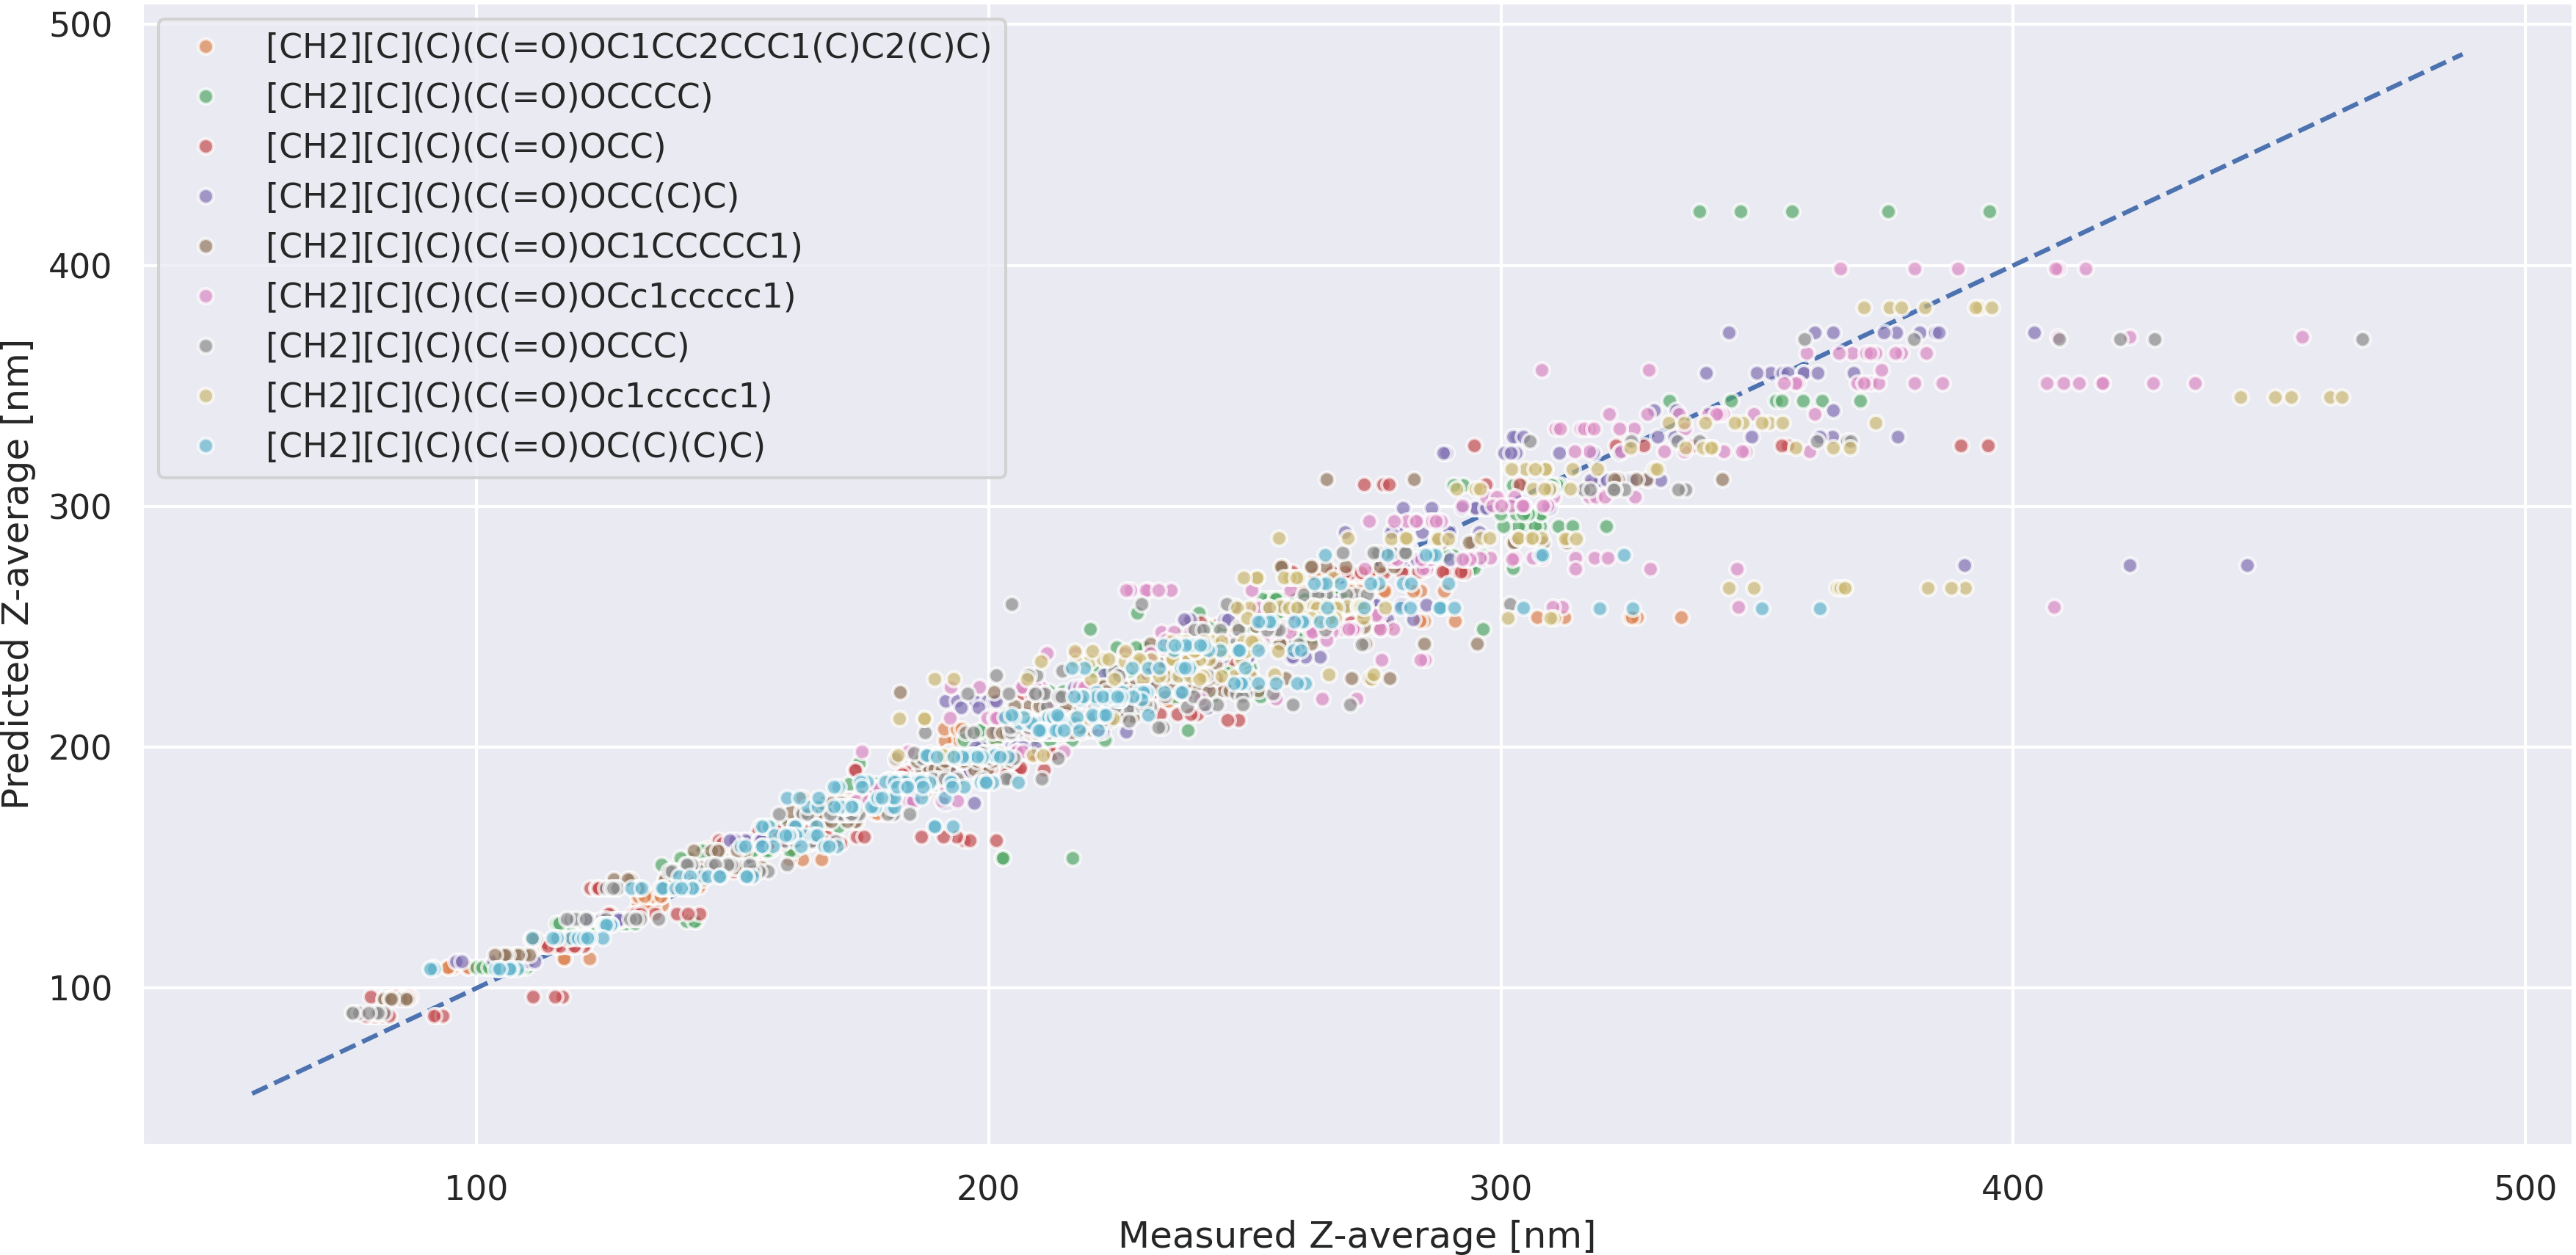 500
400
300
200
100
Predicted Z-average [nm]
[CH2][C](C)(C(=O)OC1CC2CCC1(C)C2(C)C)
[CH2][C](C)(C(=O)OCCCC)
[CH2][C](C)(C(=O)OCC)
[CH2][C](C)(C(=O)OCC(C)C)
[CH2][C](C)(C(=O)OC1CCCCC1)
[CH2][C](C)(C(=O)OCc1ccccc1)
[CH2][C](C)(C(=O)OCCC)
[CH2][C](C)(C(=O)Oc1ccccc1)
[CH2][C](C)(C(=O)OC(C)(C)C)
100 200 300 400 500
Measured Z-average [nm]